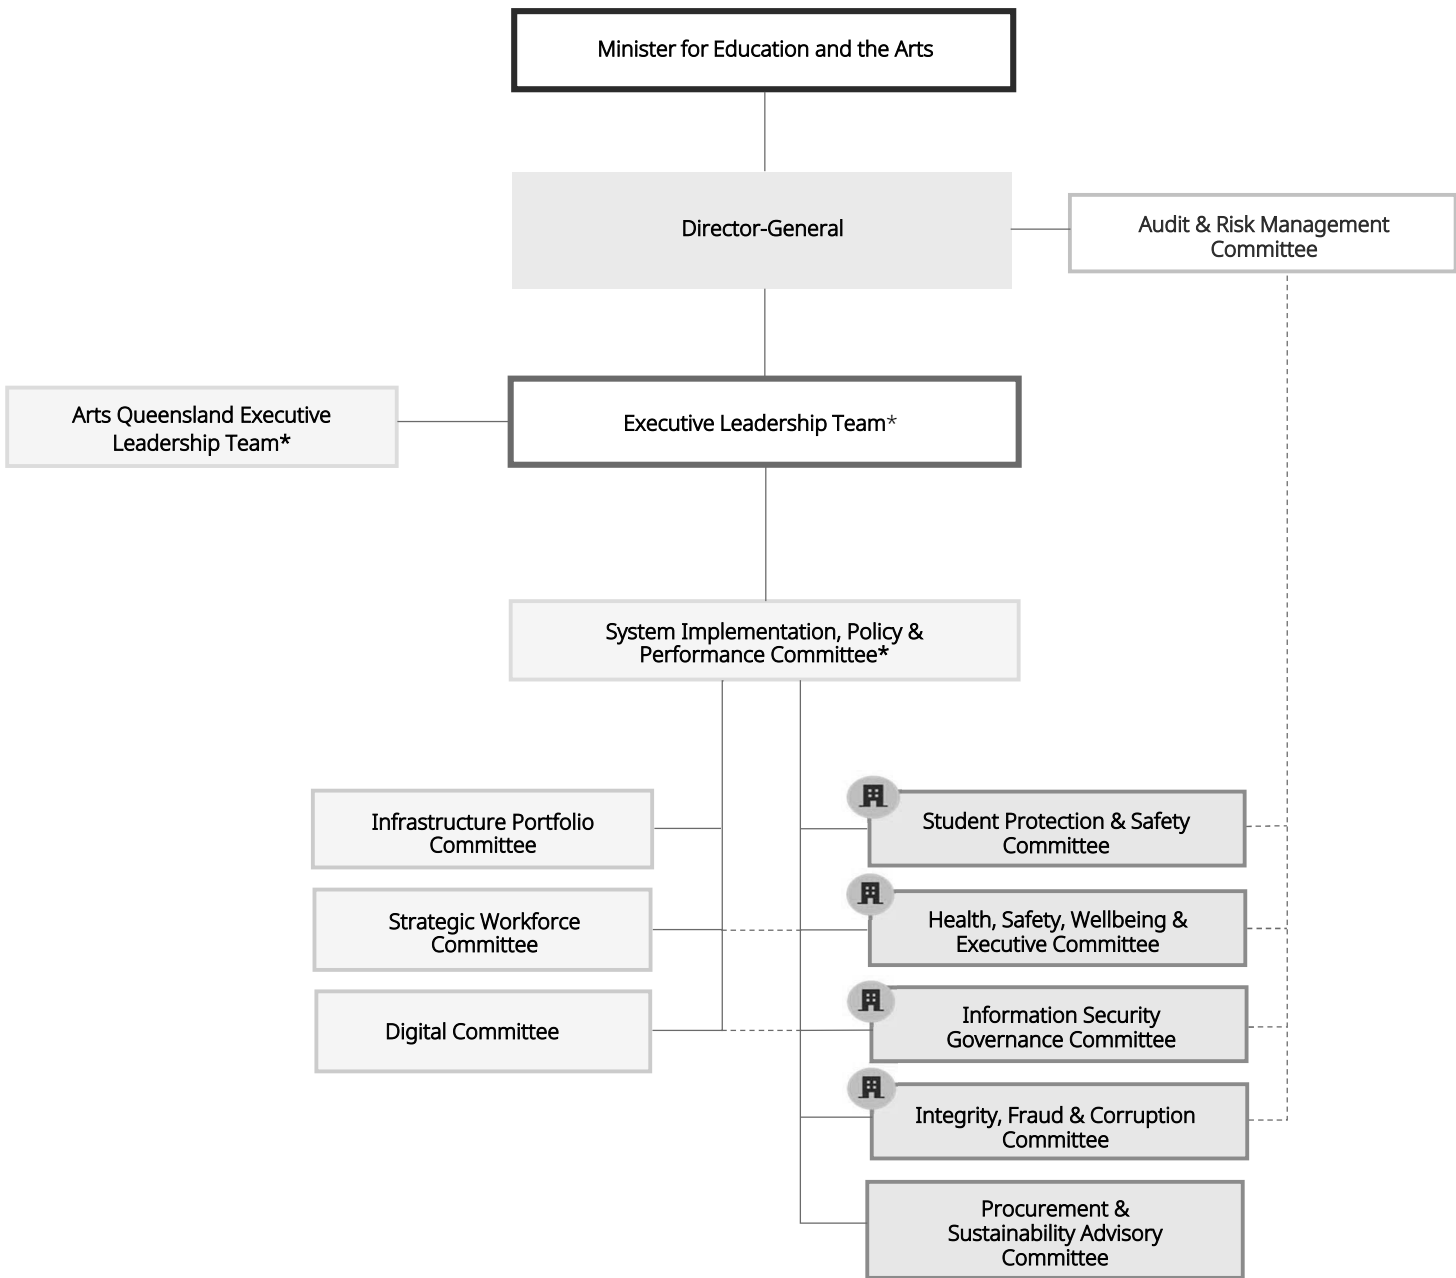 Minister for Education and the Arts
Director-General
Audit & Risk Management
Committee
Arts Queensland Executive
Leadership Team*
Executive Leadership Team*
System Implementation, Policy &
Performance Committee*
Infrastructure Portfolio
Committee
Strategic Workforce
Committee
Digital Committee
Student Protection & Safety
Committee
Health, Safety, Wellbeing &
Executive Committee
Information Security
Governance Committee
Integrity, Fraud & Corruption
Committee
Procurement &
Sustainability Advisory
Committee